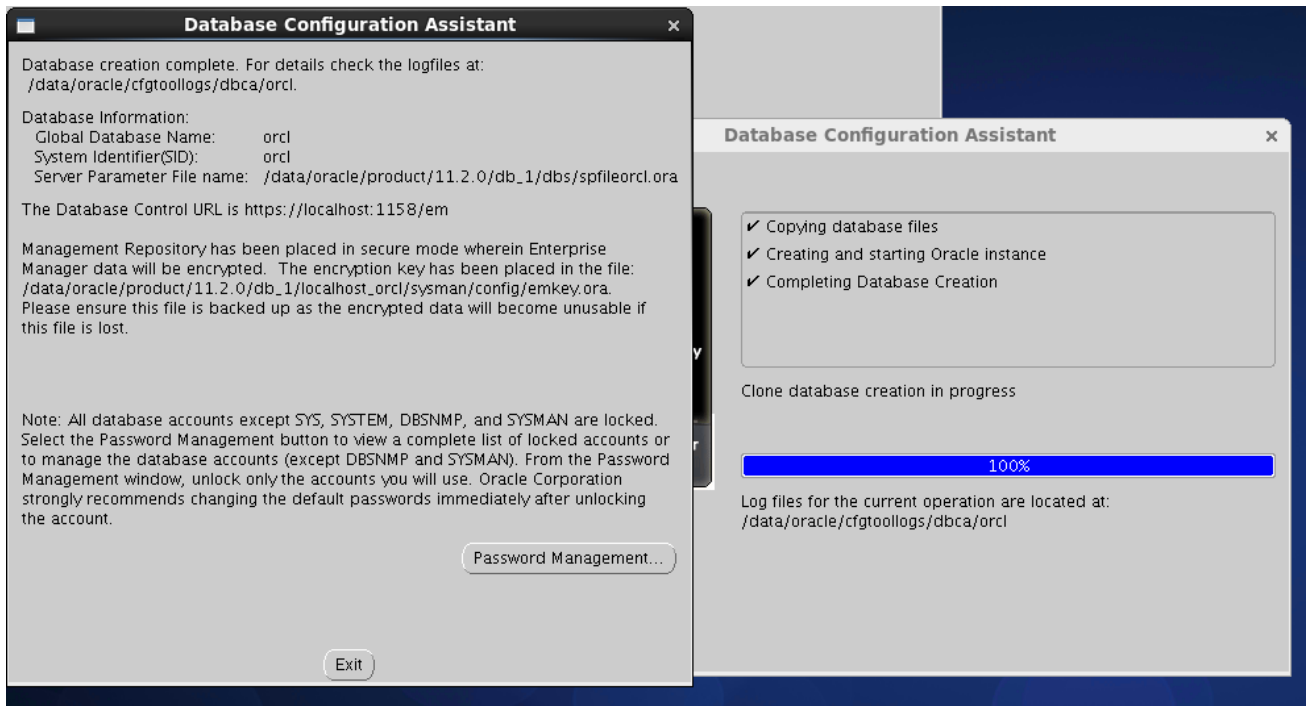 Database Configuration Assistant
Database creation complete. For details check the logfiles at:
/data/oracle/cfgtoollogs/dbca/orcl.
Database Information:
Global Database Name: orcl
System Identifier(SID): orcl
Server Parameter File name: /data/oracle/product/11.2.0/db_1/dbs/spfileorcl.ora
The Database Control URL is https://localhost:1158/em
Management Repository has been placed in secure mode wherein Enterprise
Manager data will be encrypted. The encryption key has been placed in the file:
/data/oracle/product/11.2.0/db_1/localhost_orcl/sysman/config/emkey.ora.
Please ensure this file is backed up as the encrypted data will become unusable if
this file is lost.
Note: All database accounts except SYS, SYSTEM, DBSNMP, and SYSMAN are locked.
Select the Password Management button to view a complete list of locked accounts or
to manage the database accounts (except DBSNMP and SYSMAN). From the Password
Management window, unlock only the accounts you will use. Oracle Corporation
strongly recommends changing the default passwords immediately after unlocking
the account.
Password Management...
Exit
Database Configuration Assistant
✔ Copying database files
✔ Creating and starting Oracle instance
✔ Completing Database Creation
y
Clone database creation in progress
r
100%
Log files for the current operation are located at:
/data/oracle/cfgtoollogs/dbca/orcl